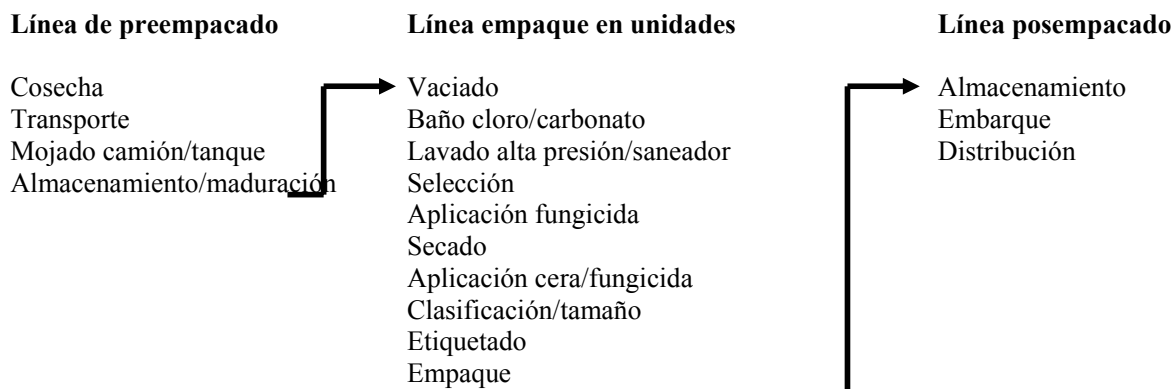 Línea de preempacado
Cosecha
Transporte
Mojado camión/tanque
Almacenamiento/maduración
Línea empaque en unidades
Vaciado
Baño cloro/carbonato
Lavado alta presión/saneador
Selección
Aplicación fungicida
Secado
Aplicación cera/fungicida
Clasificación/tamaño
Etiquetado
Empaque
Línea posempacado
Almacenamiento
Embarque
Distribución